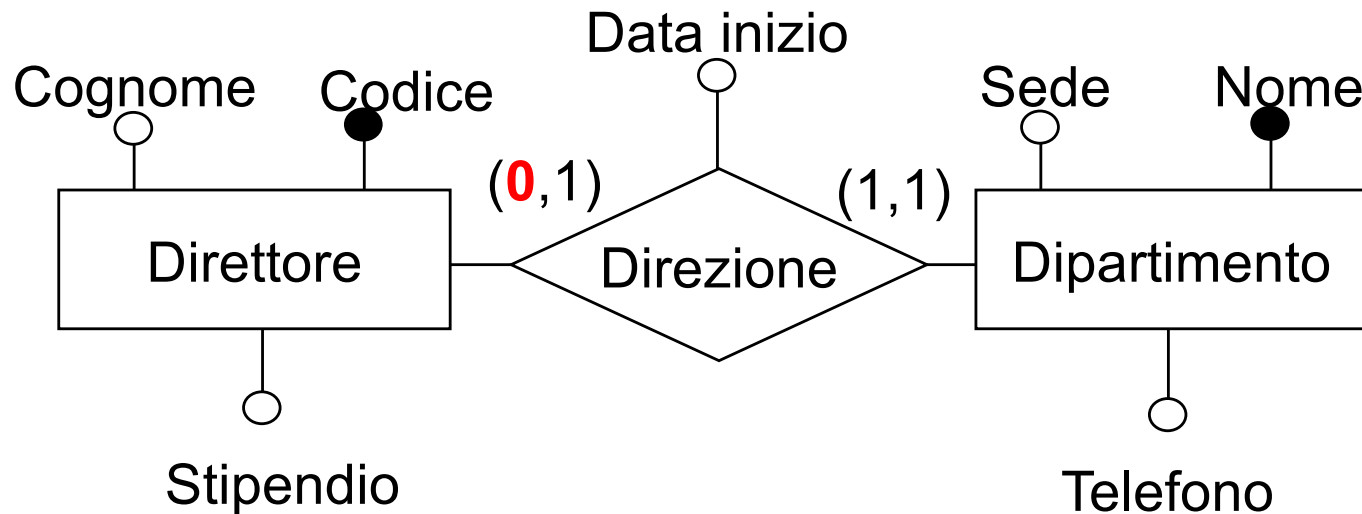 Data inizio
Cognome
Codice
Sede
Nome
(0,1)
(1,1)
Direttore
Direzione
Dipartimento
Stipendio
Telefono